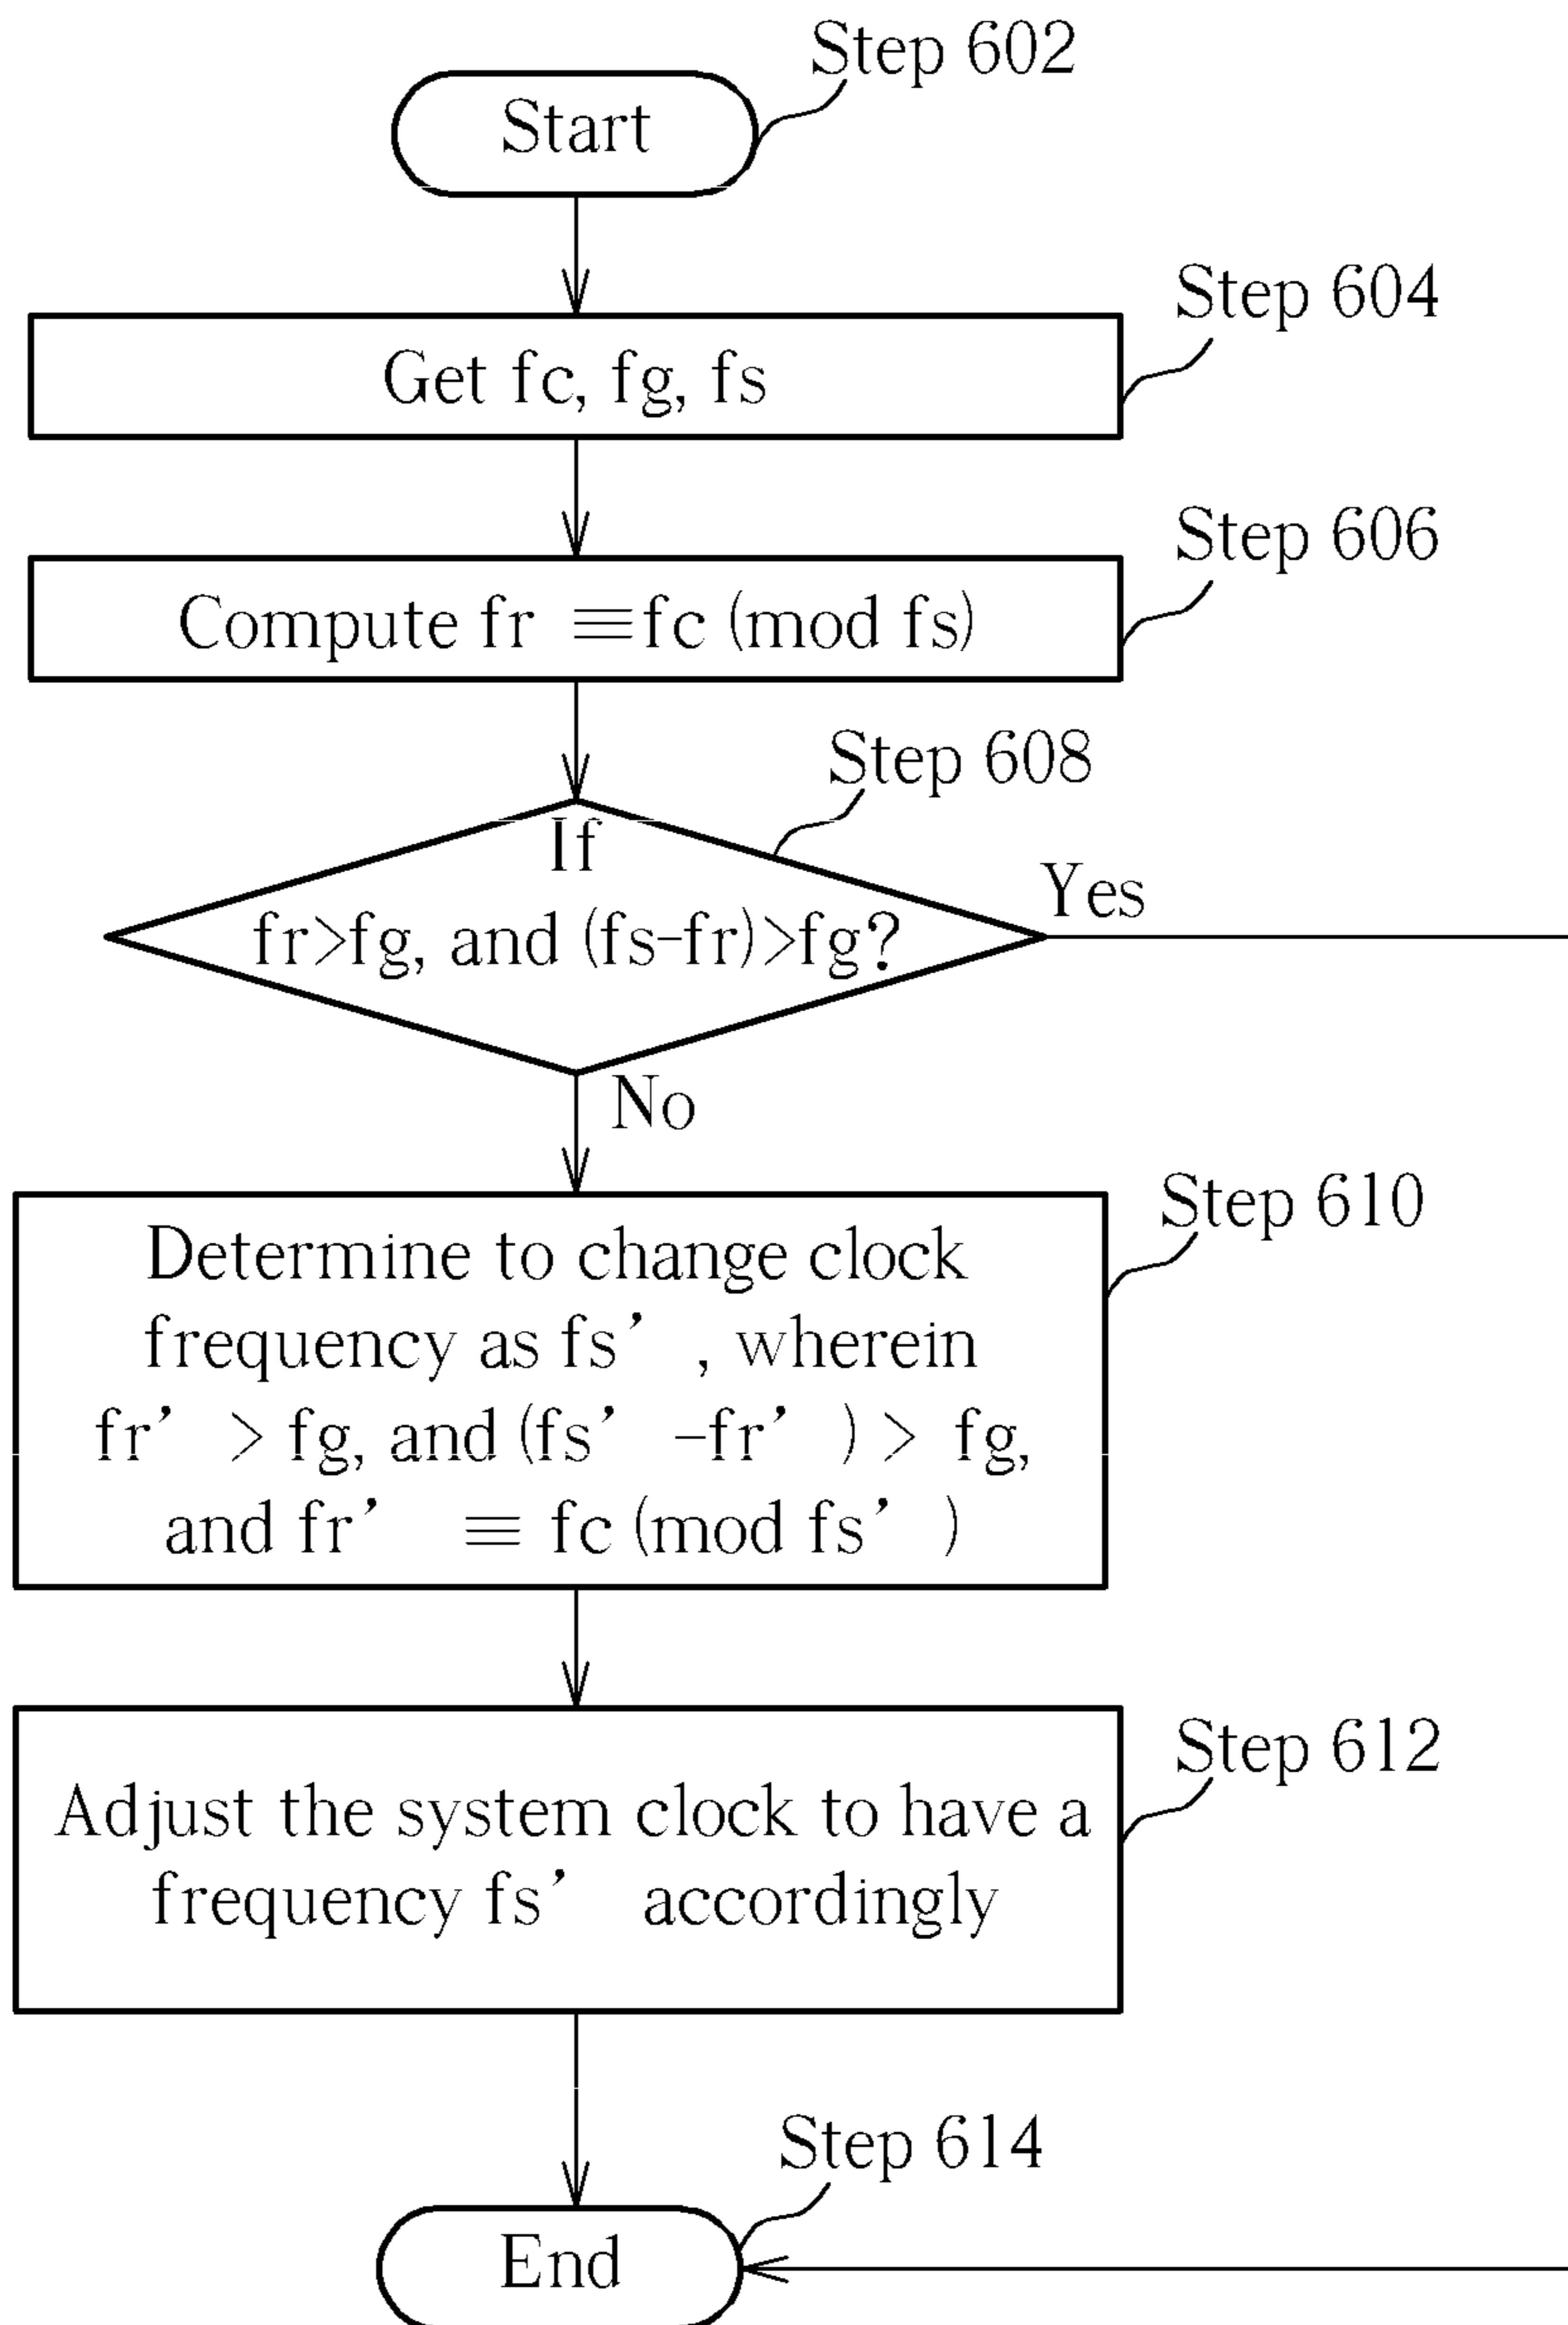 Step 602
Start
Step 604
Get fc, fg, fs
Step 606
Compute fr ≡fc (mod fs)
Step 608
If
fr>fg, and (fs-fr)>fg?
Yes
No
Step 610
Determine to change clock
frequency as fs’ , wherein
fr’ > fg, and (fs’ -fr’ ) > fg,
and fr’ ≡ fc (mod fs’ )
Step 612
Adjust the system clock to have a
frequency fs’ accordingly
Step 614
End